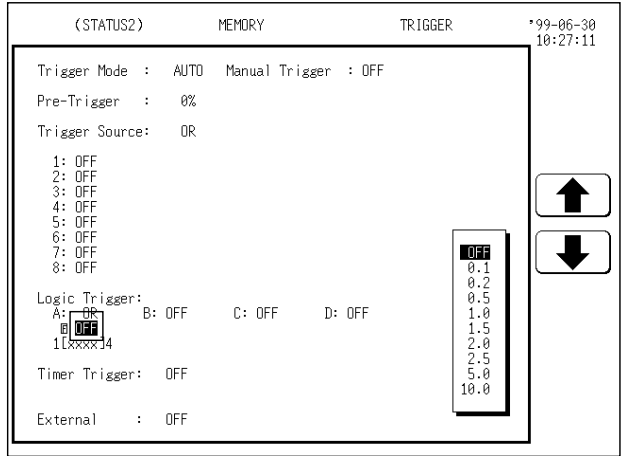 (STATUS2) MEMORY TRIGGER '99-06-30
10:27:11
Trigger Mode : AUTO Manual Trigger : OFF
Pre-Trigger : 0%
Trigger Source: OR
1: OFF
2: OFF
3: OFF
4: OFF
5: OFF
6: OFF
7: OFF
8: OFF
Logic Trigger:
A: OR B: OFF C: OFF D: OFF
F OFF
1[xxxx]4
Timer Trigger: OFF
External : OFF
OFF
0.1
0.2
0.5
1.0
1.5
2.0
2.5
5.0
10.0